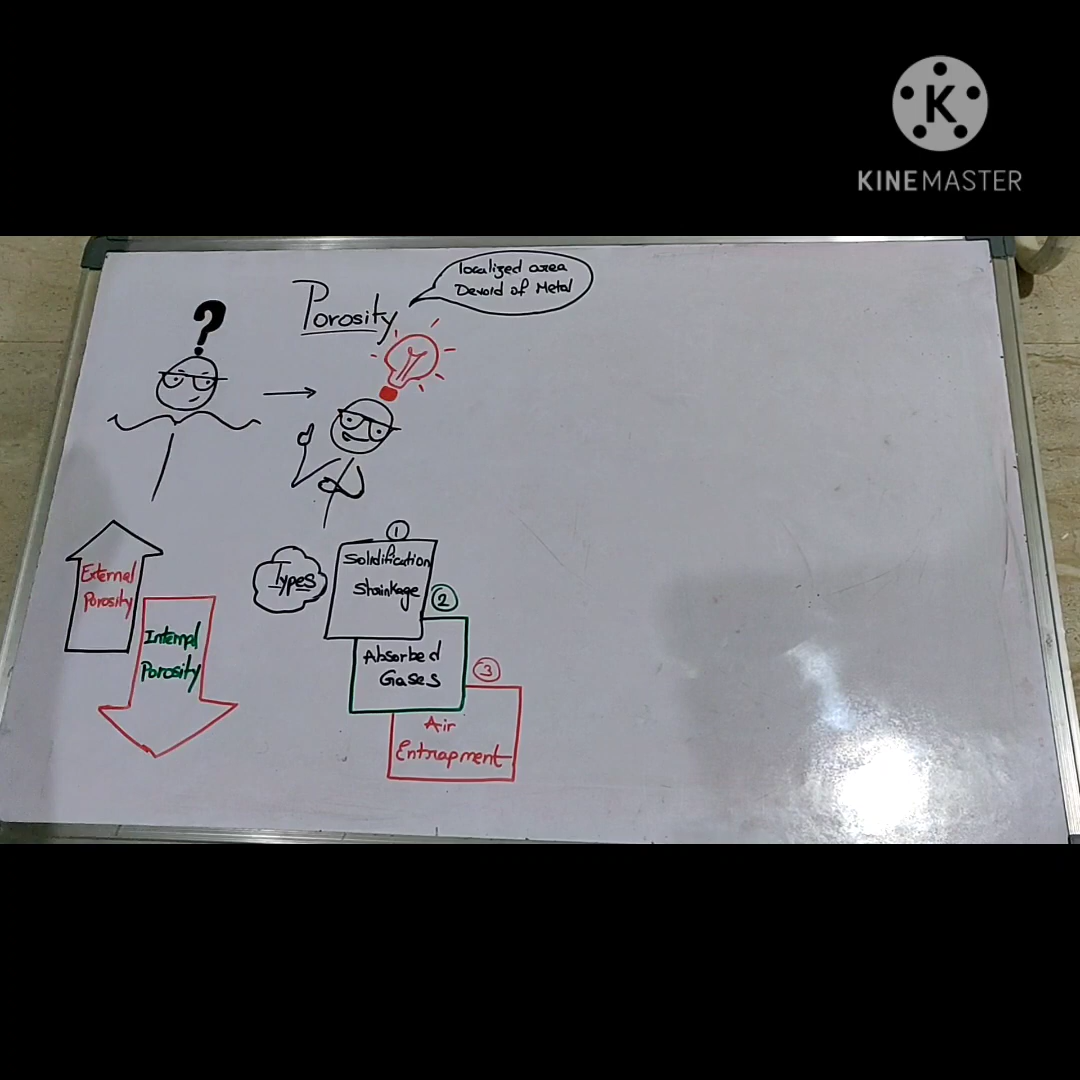 KINEMASTER
K
localized area
Devoid of Metal
Porosity
?
External
Porosity
Internal
Porosity
Types
1
Solidification
Shrinkage
2
Absorbed
Gases
3
Air
Entrapment